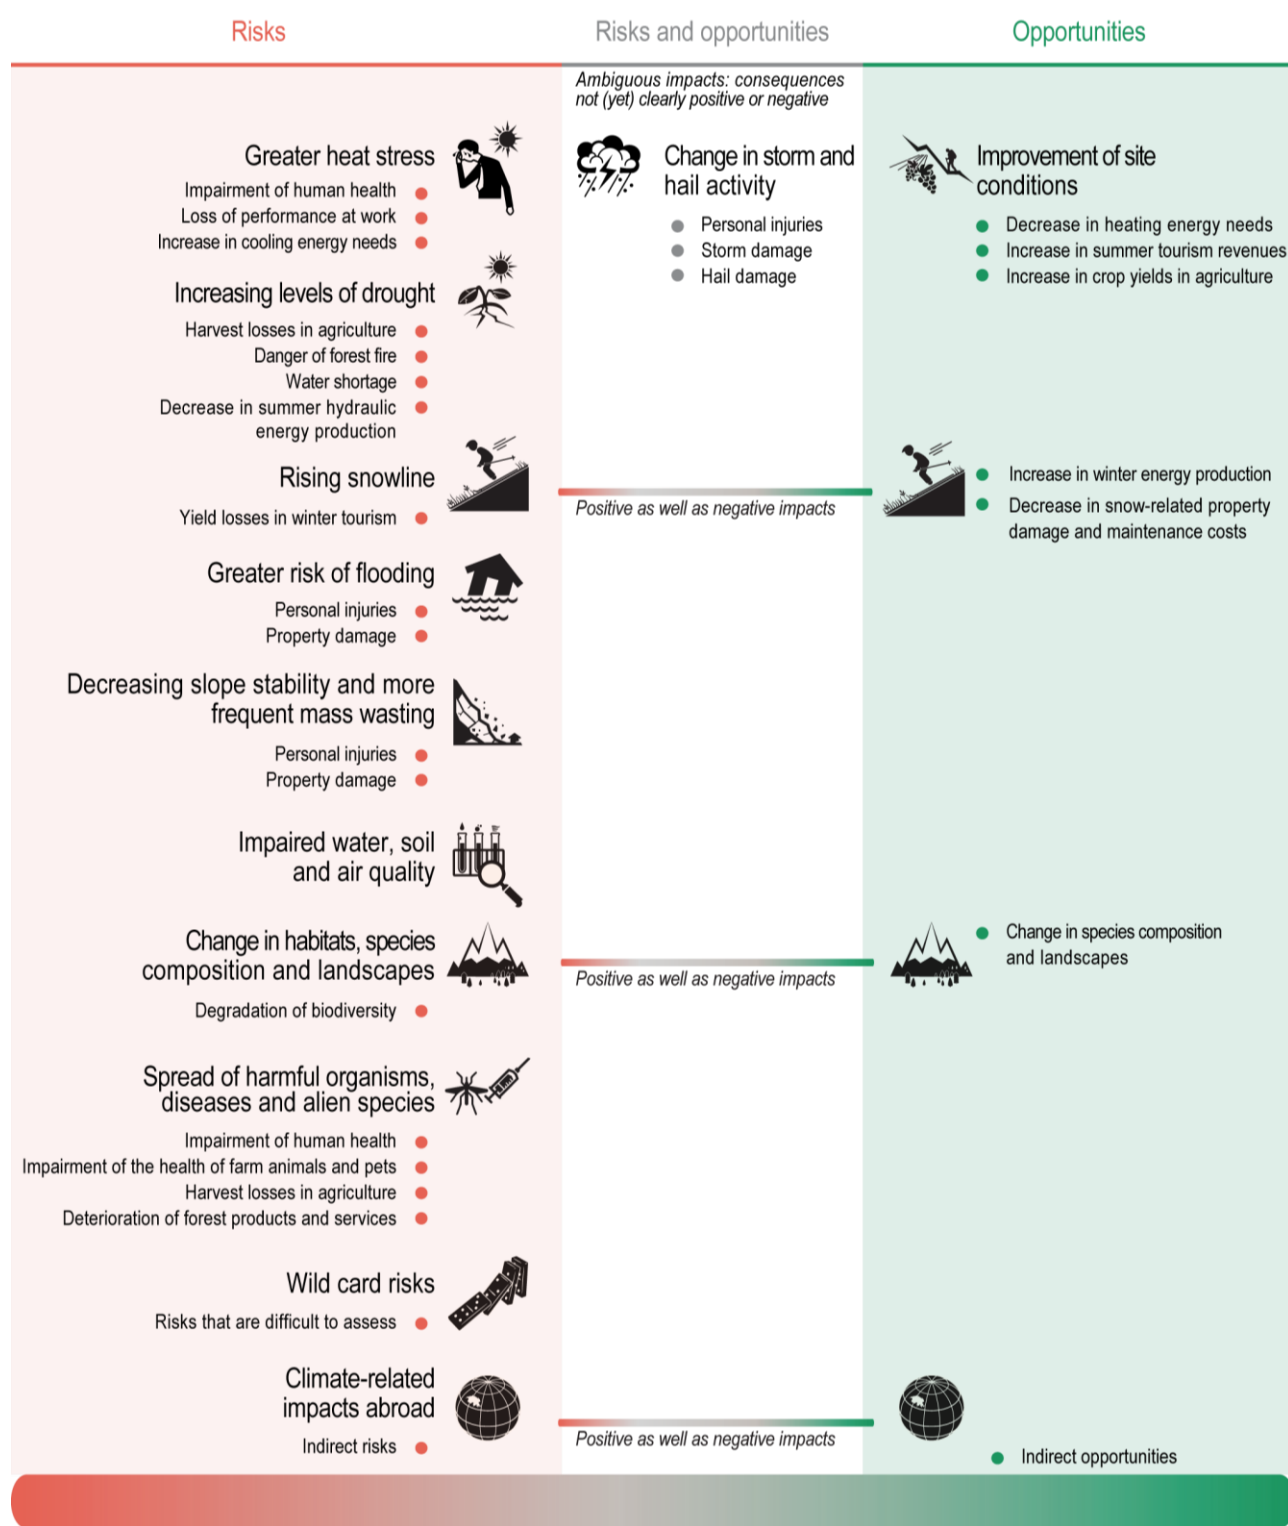 Risks
Risks and opportunities
Opportunities
Ambiguous impacts: consequences
not (yet) clearly positive or negative
Greater heat stress
Impairment of human health
Loss of performance at work
Increase in cooling energy needs
Change in storm and
hail activity
Personal injuries
Storm damage
Hail damage
Improvement of site
conditions
Decrease in heating energy needs
Increase in summer tourism revenues
Increase in crop yields in agriculture
Increasing levels of drought
Harvest losses in agriculture
Danger of forest fire
Water shortage
Decrease in summer hydraulic
energy production
Rising snowline
Yield losses in winter tourism
Positive as well as negative impacts
Increase in winter energy production
Decrease in snow-related property
damage and maintenance costs
Greater risk of flooding
Personal injuries
Property damage
Decreasing slope stability and more
frequent mass wasting
Personal injuries
Property damage
Impaired water, soil
and air quality
Change in habitats, species
composition and landscapes
Degradation of biodiversity
Positive as well as negative impacts
Change in species composition
and landscapes
Spread of harmful organisms,
diseases and alien species
Impairment of human health
Impairment of the health of farm animals and pets
Harvest losses in agriculture
Deterioration of forest products and services
Wild card risks
Risks that are difficult to assess
Climate-related
impacts abroad
Indirect risks
Positive as well as negative impacts
Indirect opportunities